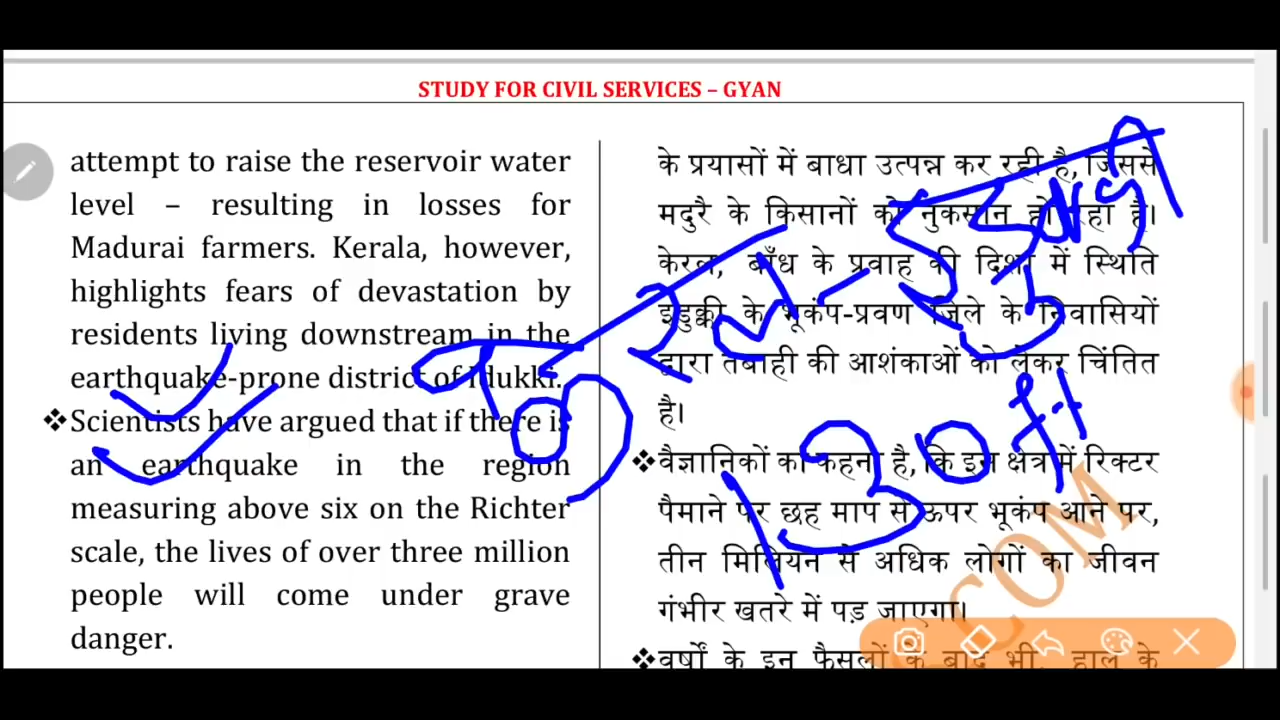 STUDY FOR CIVIL SERVICES – GYAN
attempt to raise the reservoir water
level – resulting in losses for
Madurai farmers. Kerala, however,
highlights fears of devastation by
residents living downstream in the
earthquake-prone district of Idukki.
❖Scientists have argued that if there is
an earthquake in the region
measuring above six on the Richter
scale, the lives of over three million
people will come under grave
danger.
के प्रयासों में बाधा उत्पन्न कर रही है, जिससे
मदुरै के किसानों को नुकसान हो रहा है।
केरल, बाँध के प्रवाह की दिशा में स्थिति
इडुक्की के भूकंप-प्रवण जिले के निवासियों
द्वारा तबाही की आशंकाओं को लेकर चिंतित
है।
❖वैज्ञानिकों का कहना है, कि इस क्षेत्र में रिक्टर
पैमाने पर छह माप से ऊपर भूकंप आने पर,
तीन मिलियन से अधिक लोगों का जीवन
गंभीर खतरे में पड़ जाएगा।
❖वर्षों के इन फैसलों के बाद भी, हाल के
130 ft
.COM